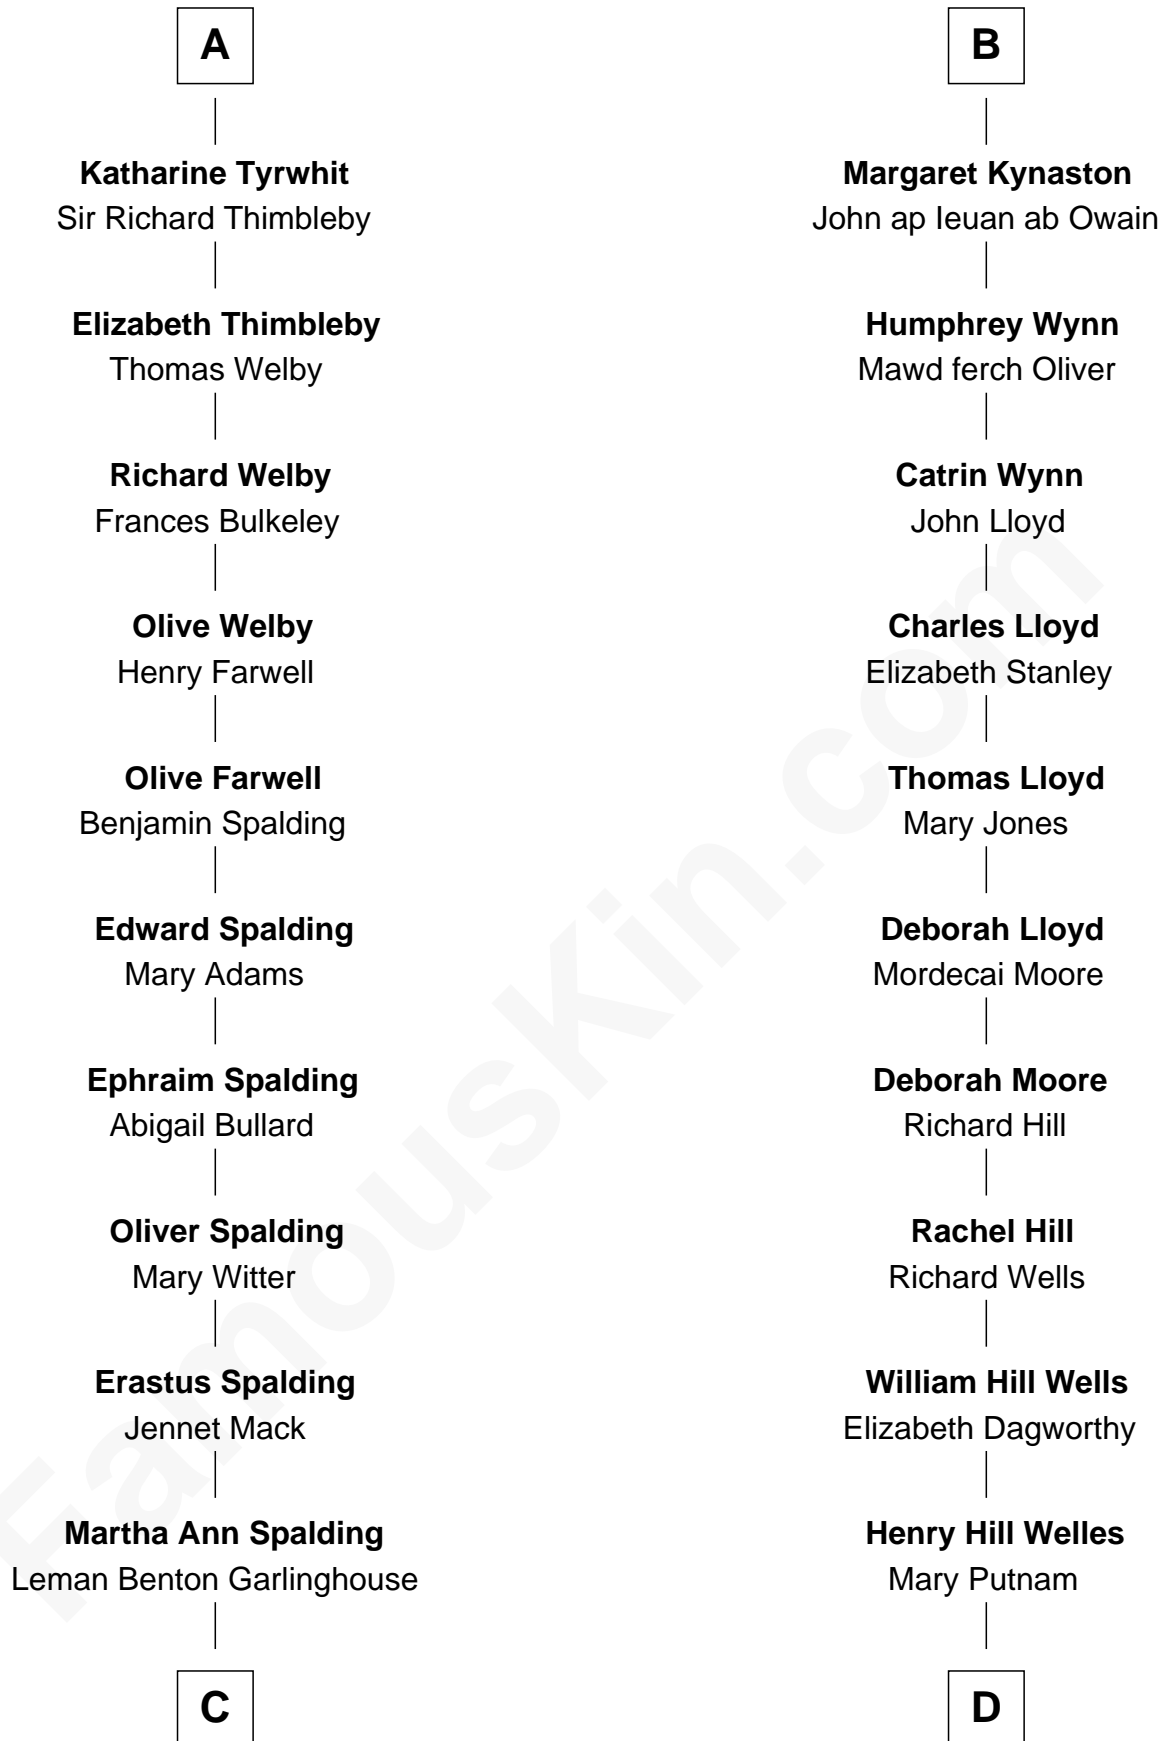 A
Katharine Tyrwhit
Sir Richard Thimbleby
Elizabeth Thimbleby
Thomas Welby
Richard Welby
Frances Bulkeley
Olive Welby
Henry Farwell
Olive Farwell
Benjamin Spalding
Edward Spalding
Mary Adams
Ephraim Spalding
Abigail Bullard
Oliver Spalding
Mary Witter
Erastus Spalding
Jennet Mack
Martha Ann Spalding
Leman Benton Garlinghouse
C
B
Margaret Kynaston
John ap Ieuan ab Owain
Humphrey Wynn
Mawd ferch Oliver
Catrin Wynn
John Lloyd
Charles Lloyd
Elizabeth Stanley
Thomas Lloyd
Mary Jones
Deborah Lloyd
Mordecai Moore
Deborah Moore
Richard Hill
Rachel Hill
Richard Wells
William Hill Wells
Elizabeth Dagworthy
Henry Hill Welles
Mary Putnam
D
FamousKin.com